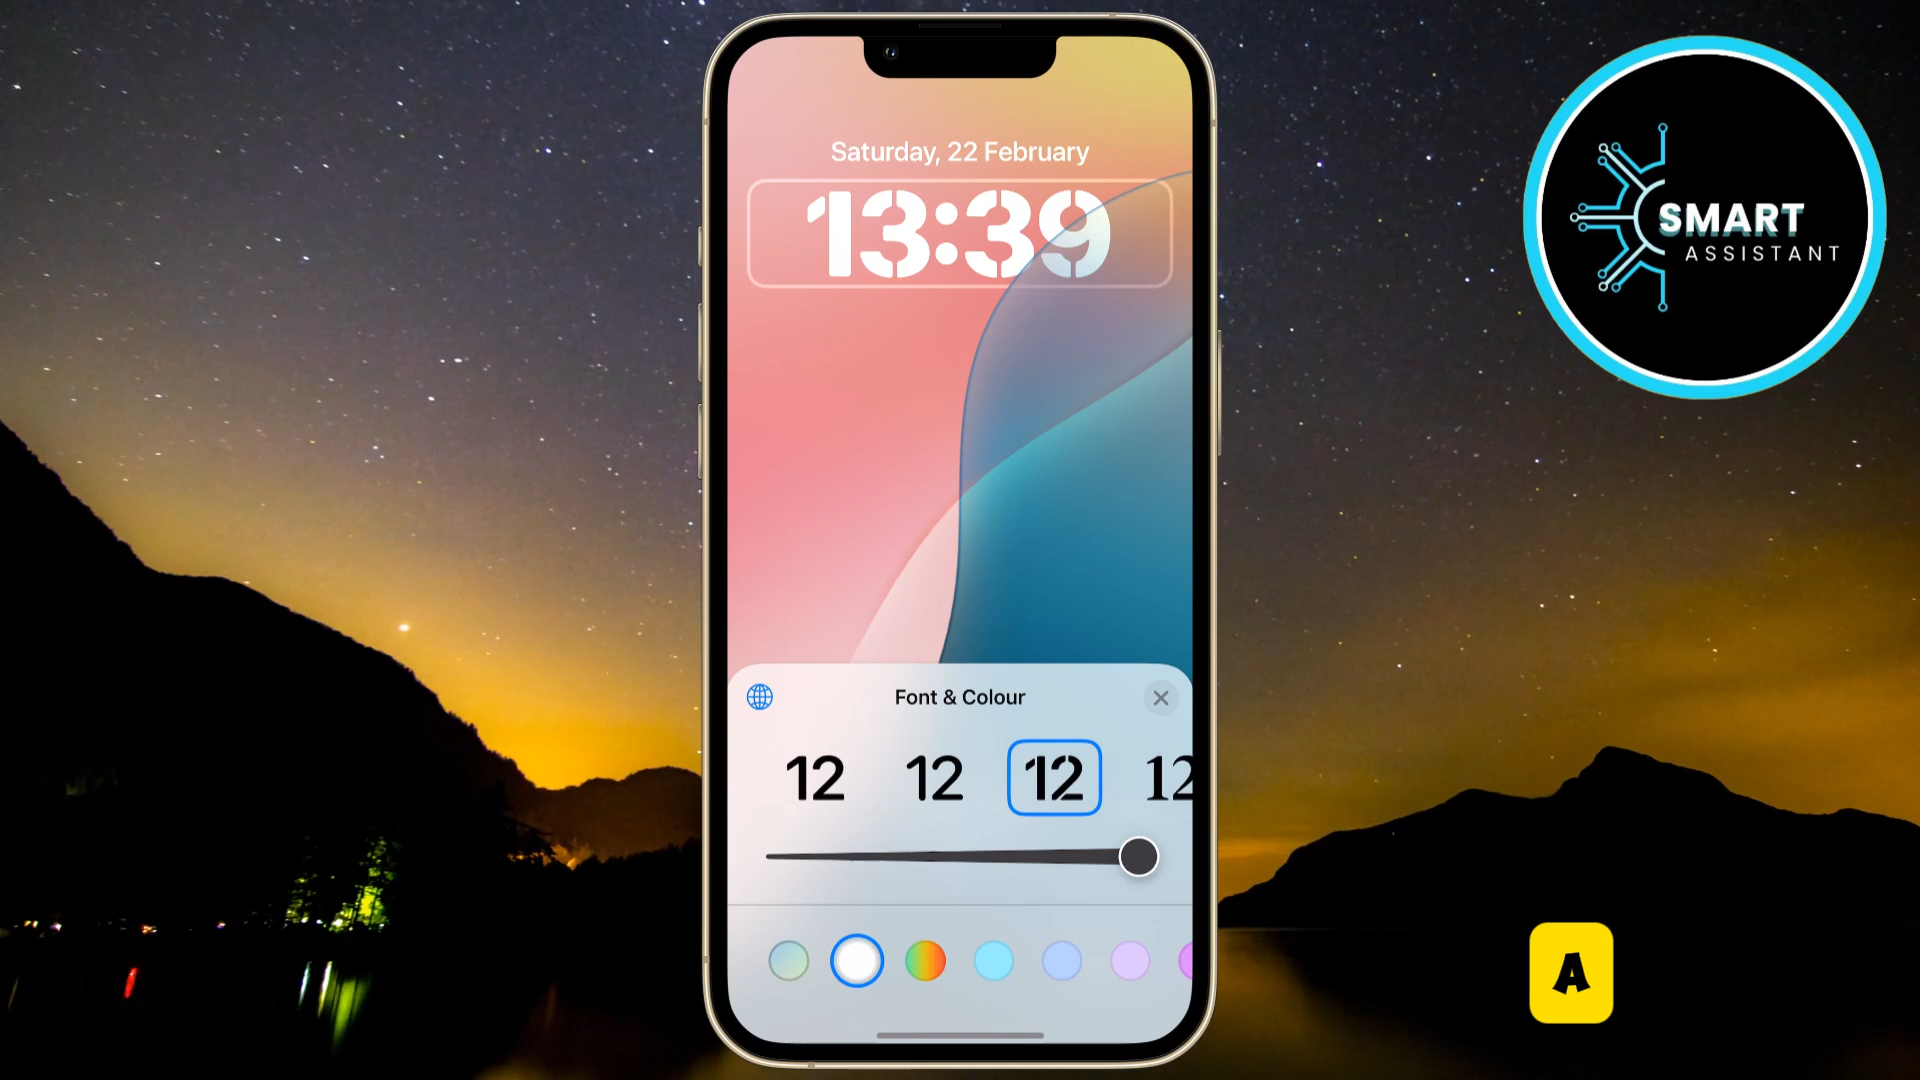 Saturday, 22 February
13:39
SMART
ASSISTANT
Font & Colour
12 12 12 12
A